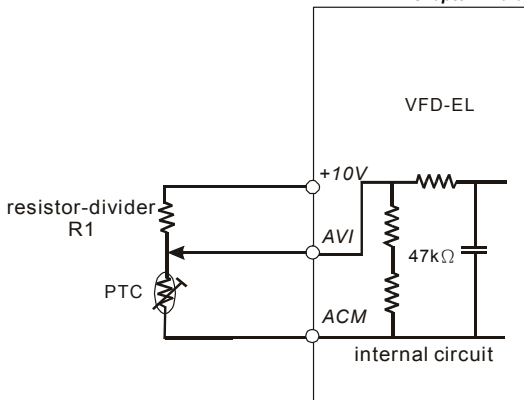 VFD-EL
+10V
resistor-divider
R1
AVI
47kΩ
PTC
ACM
internal circuit